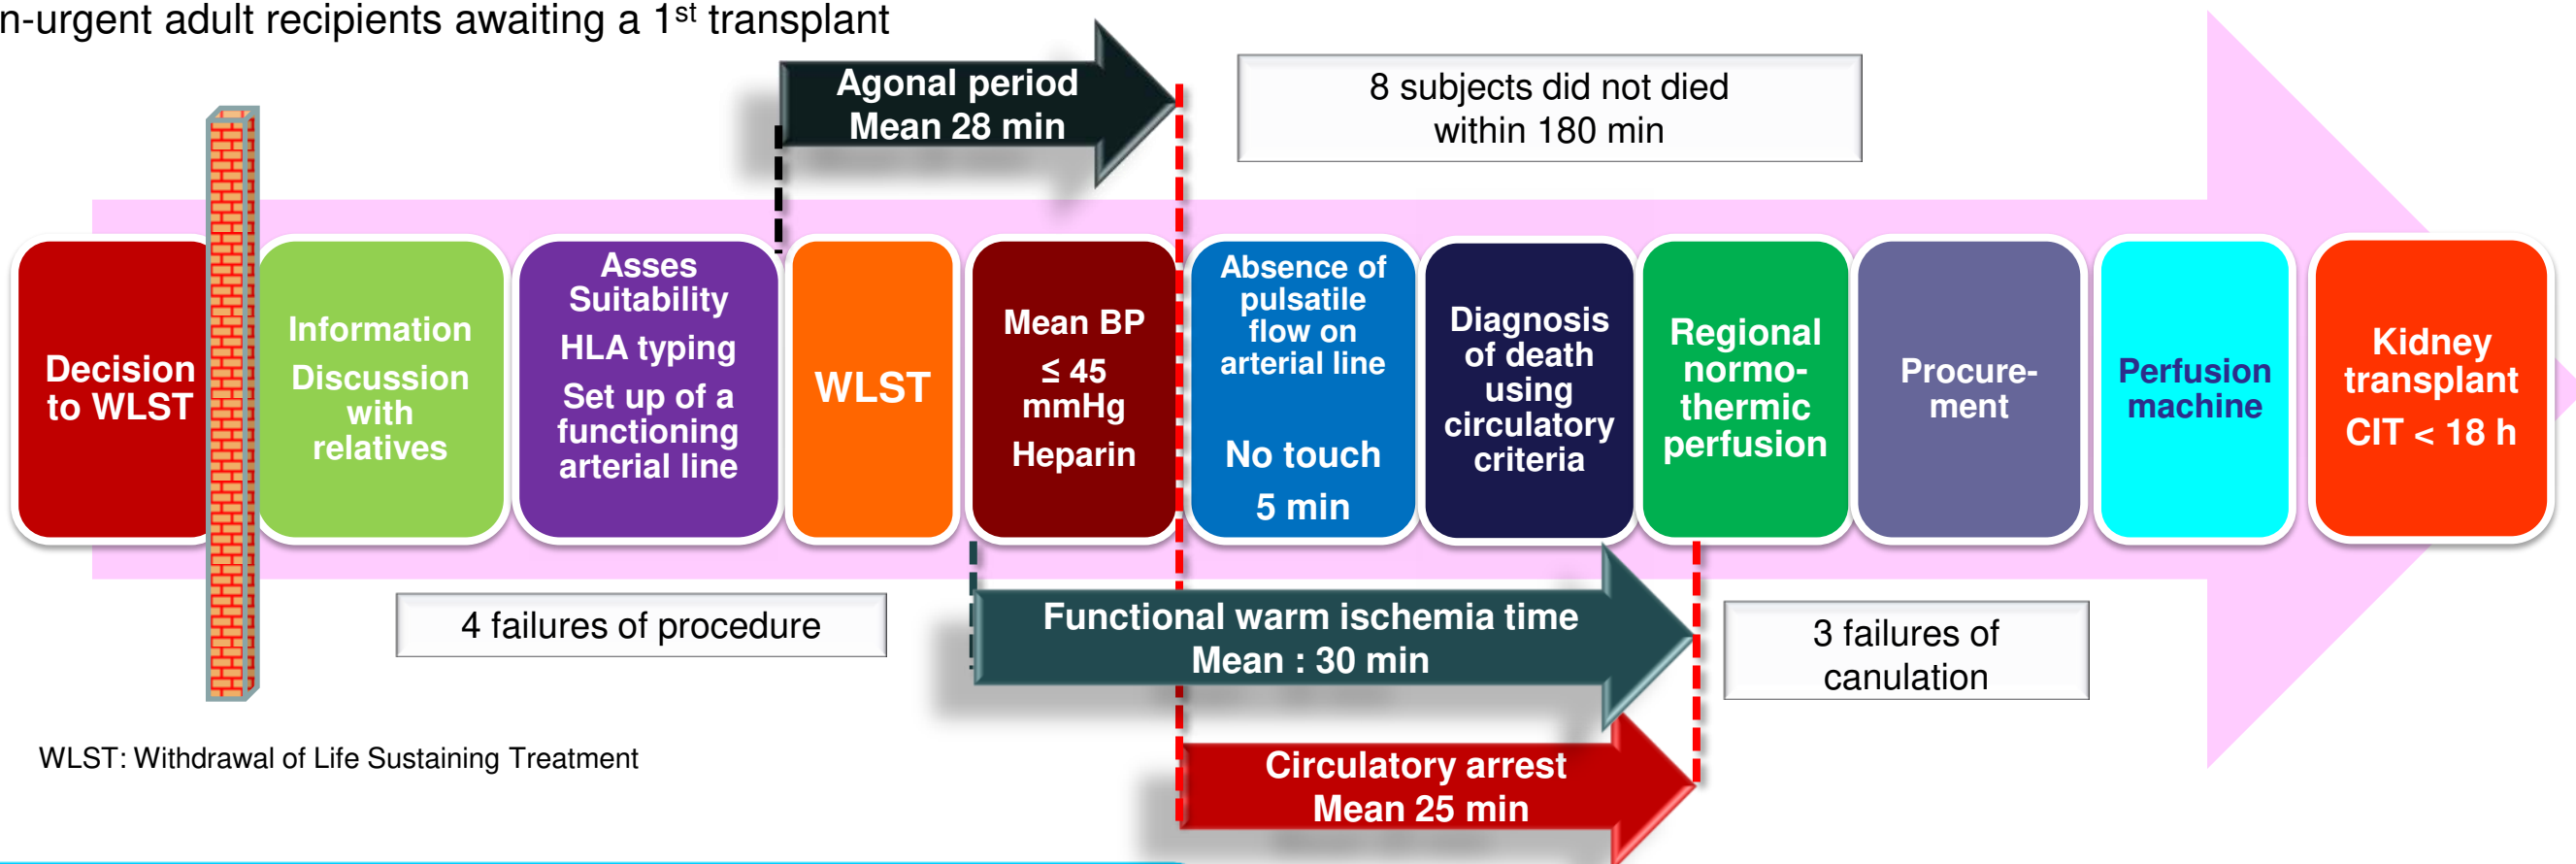 n-urgent adult recipients awaiting a 1st transplant
Agonal period
Mean 28 min
8 subjects did not died
within 180 min
Decision
to WLST
Information
Discussion
with
relatives
Asses
Suitability
HLA typing
Set up of a
functioning
arterial line
WLST
Mean BP
≤ 45
mmHg
Heparin
Absence of
pulsatile
flow on
arterial line
No touch
5 min
Diagnosis
of death
using
circulatory
criteria
Regional
normo-
thermic
perfusion
Procure-
ment
Perfusion
machine
Kidney
transplant
CIT < 18 h
4 failures of procedure
Functional warm ischemia time
Mean : 30 min
3 failures of
canulation
WLST: Withdrawal of Life Sustaining Treatment
Circulatory arrest
Mean 25 min